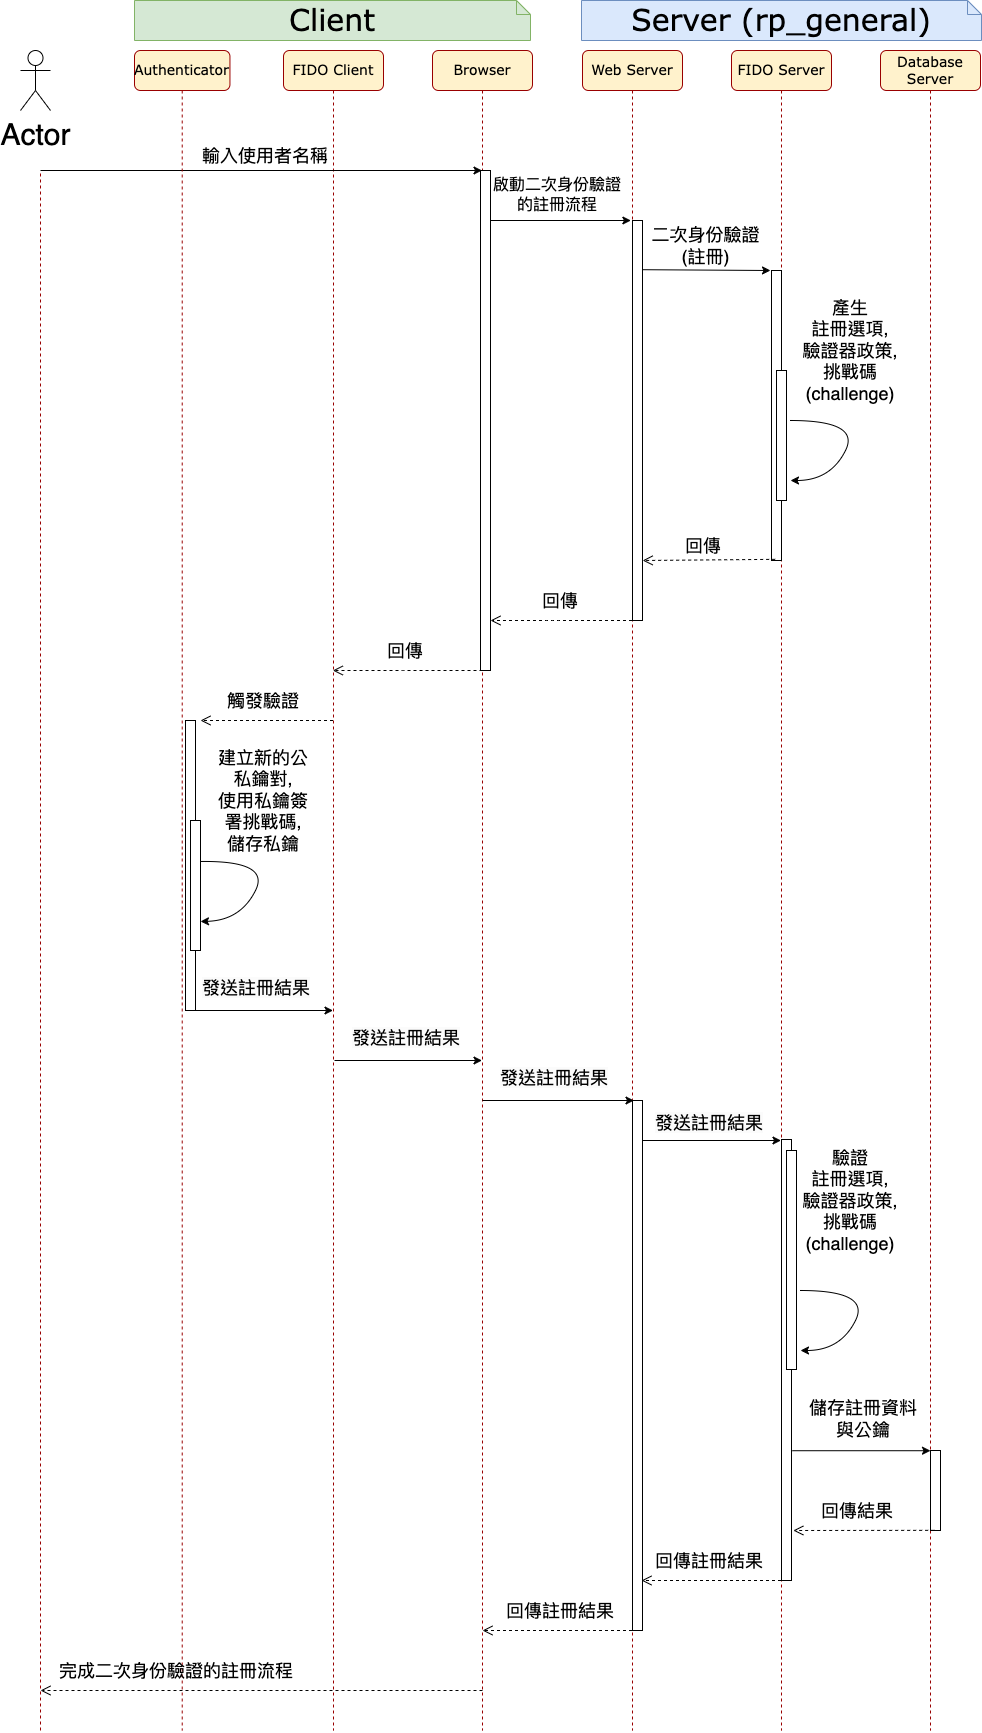 Client
Server (rp_general)
Actor
Authenticator
FIDO Client
Browser
Web Server
FIDO Server
Database
Server
輸入使用者名稱
啟動二次身份驗證
的註冊流程
二次身份驗證
(註冊)
產生
註冊選項,
驗證器政策,
挑戰碼
(challenge)
回傳
回傳
回傳
觸發驗證
建立新的公
私鑰對,
使用私鑰簽
署挑戰碼,
儲存私鑰
發送註冊結果
發送註冊結果
發送註冊結果
發送註冊結果
驗證
註冊選項,
驗證器政策,
挑戰碼
(challenge)
儲存註冊資料
與公鑰
回傳結果
回傳註冊結果
回傳註冊結果
完成二次身份驗證的註冊流程